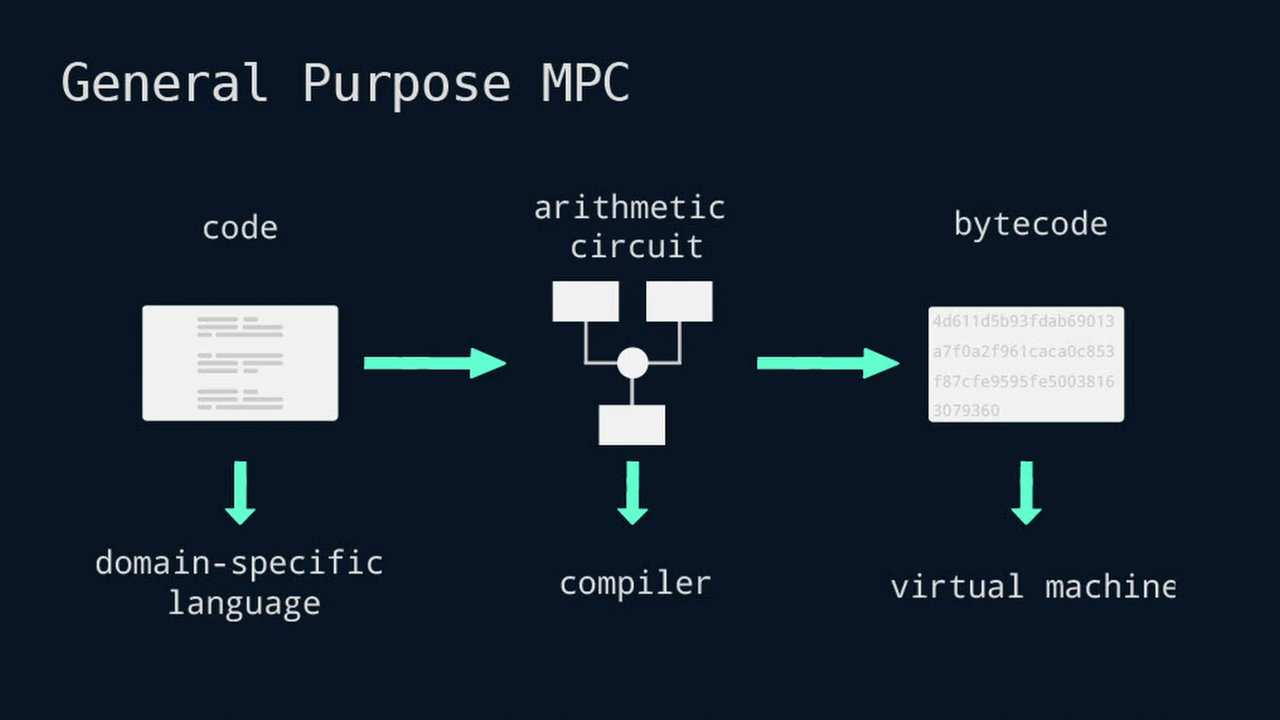 General Purpose MPC
code
arithmetic
circuit
bytecode
4d611d5b93fdab69013
a7f0a2f961caca0c853
f87cfe9595fe5003816
3079360
domain-specific
language
compiler
virtual machine